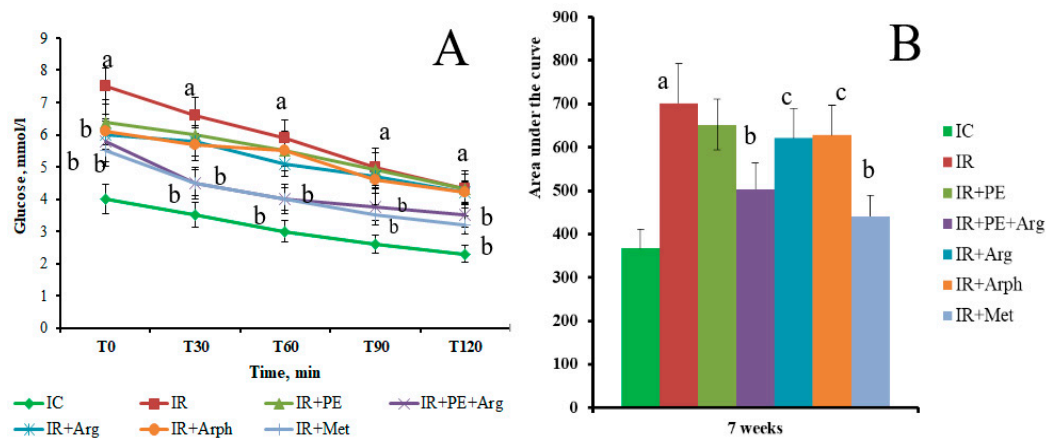 A
Glucose, mmol/l
9
8
7
6
5
4
3
2
1
0
a
a
a
a
a
b
b
b
b
b
b
b
b
b
b
b
T0
T30
T60
T90
T120
Time, min
IC
IR
IR+PE
IR+PE+Arg
IR+Arg
IR+Arph
IR+Met
B
Area under the curve
900
800
700
600
500
400
300
200
100
0
a
b
c
c
b
7 weeks
IC
IR
IR+PE
IR+PE+Arg
IR+Arg
IR+Arph
IR+Met